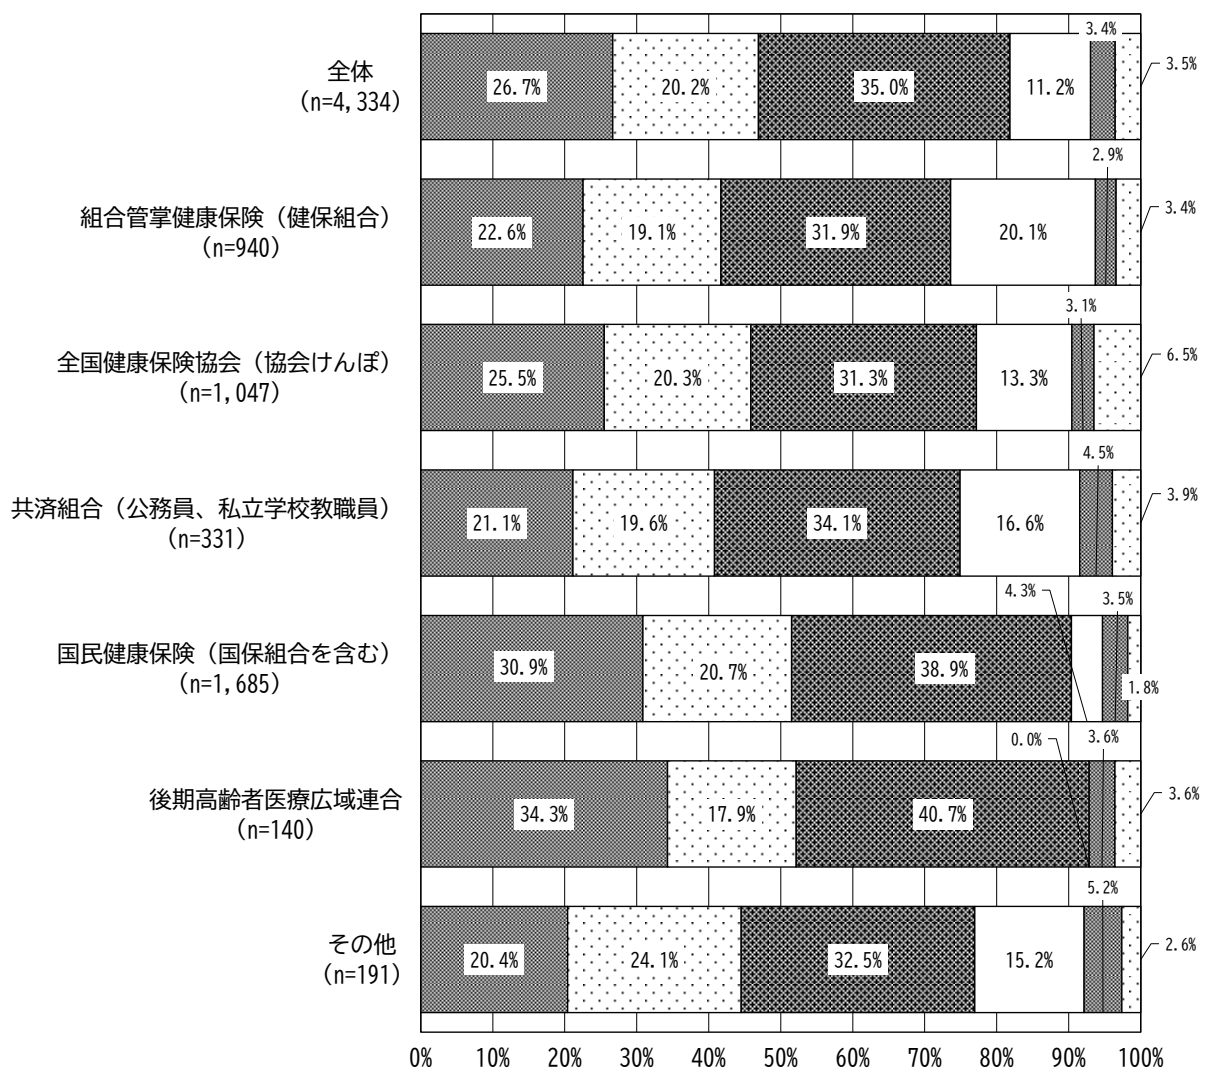 3.4%
全体
(n=4,334)
26.7% 20.2% 35.0% 11.2% 3.5%
2.9%
組合管掌健康保険（健保組合）
(n=940)
22.6% 19.1% 31.9% 20.1% 3.4%
3.1%
全国健康保険協会（協会けんぽ）
(n=1,047)
25.5% 20.3% 31.3% 13.3% 6.5%
4.5%
共済組合（公務員、私立学校教職員）
(n=331)
21.1% 19.6% 34.1% 16.6% 3.9%
4.3% 3.5%
国民健康保険（国保組合を含む）
(n=1,685)
30.9% 20.7% 38.9% 1.8%
0.0% 3.6%
後期高齢者医療広域連合
(n=140)
34.3% 17.9% 40.7% 3.6%
5.2%
その他
(n=191)
20.4% 24.1% 32.5% 15.2% 2.6%
0% 10% 20% 30% 40% 50% 60% 70% 80% 90% 100%